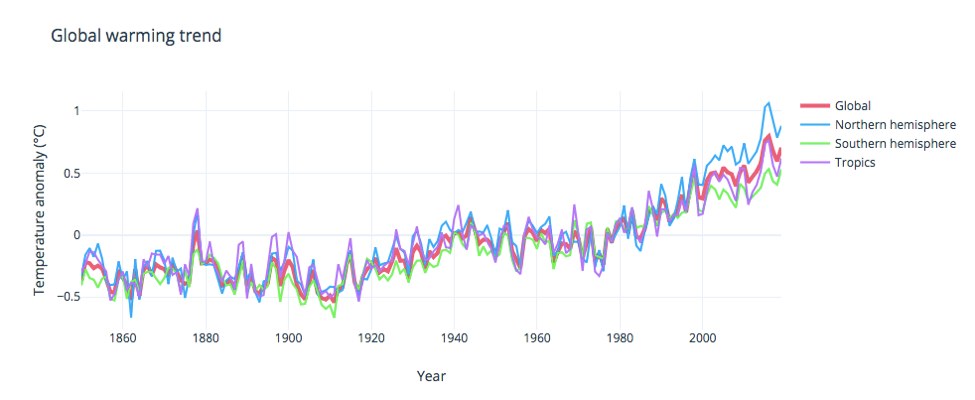 Global warming trend
Temperature anomaly (°C)
1
0.5
0
−0.5
1860
1880
1900
1920
1940
1960
1980
2000
Year
Global
Northern hemisphere
Southern hemisphere
Tropics